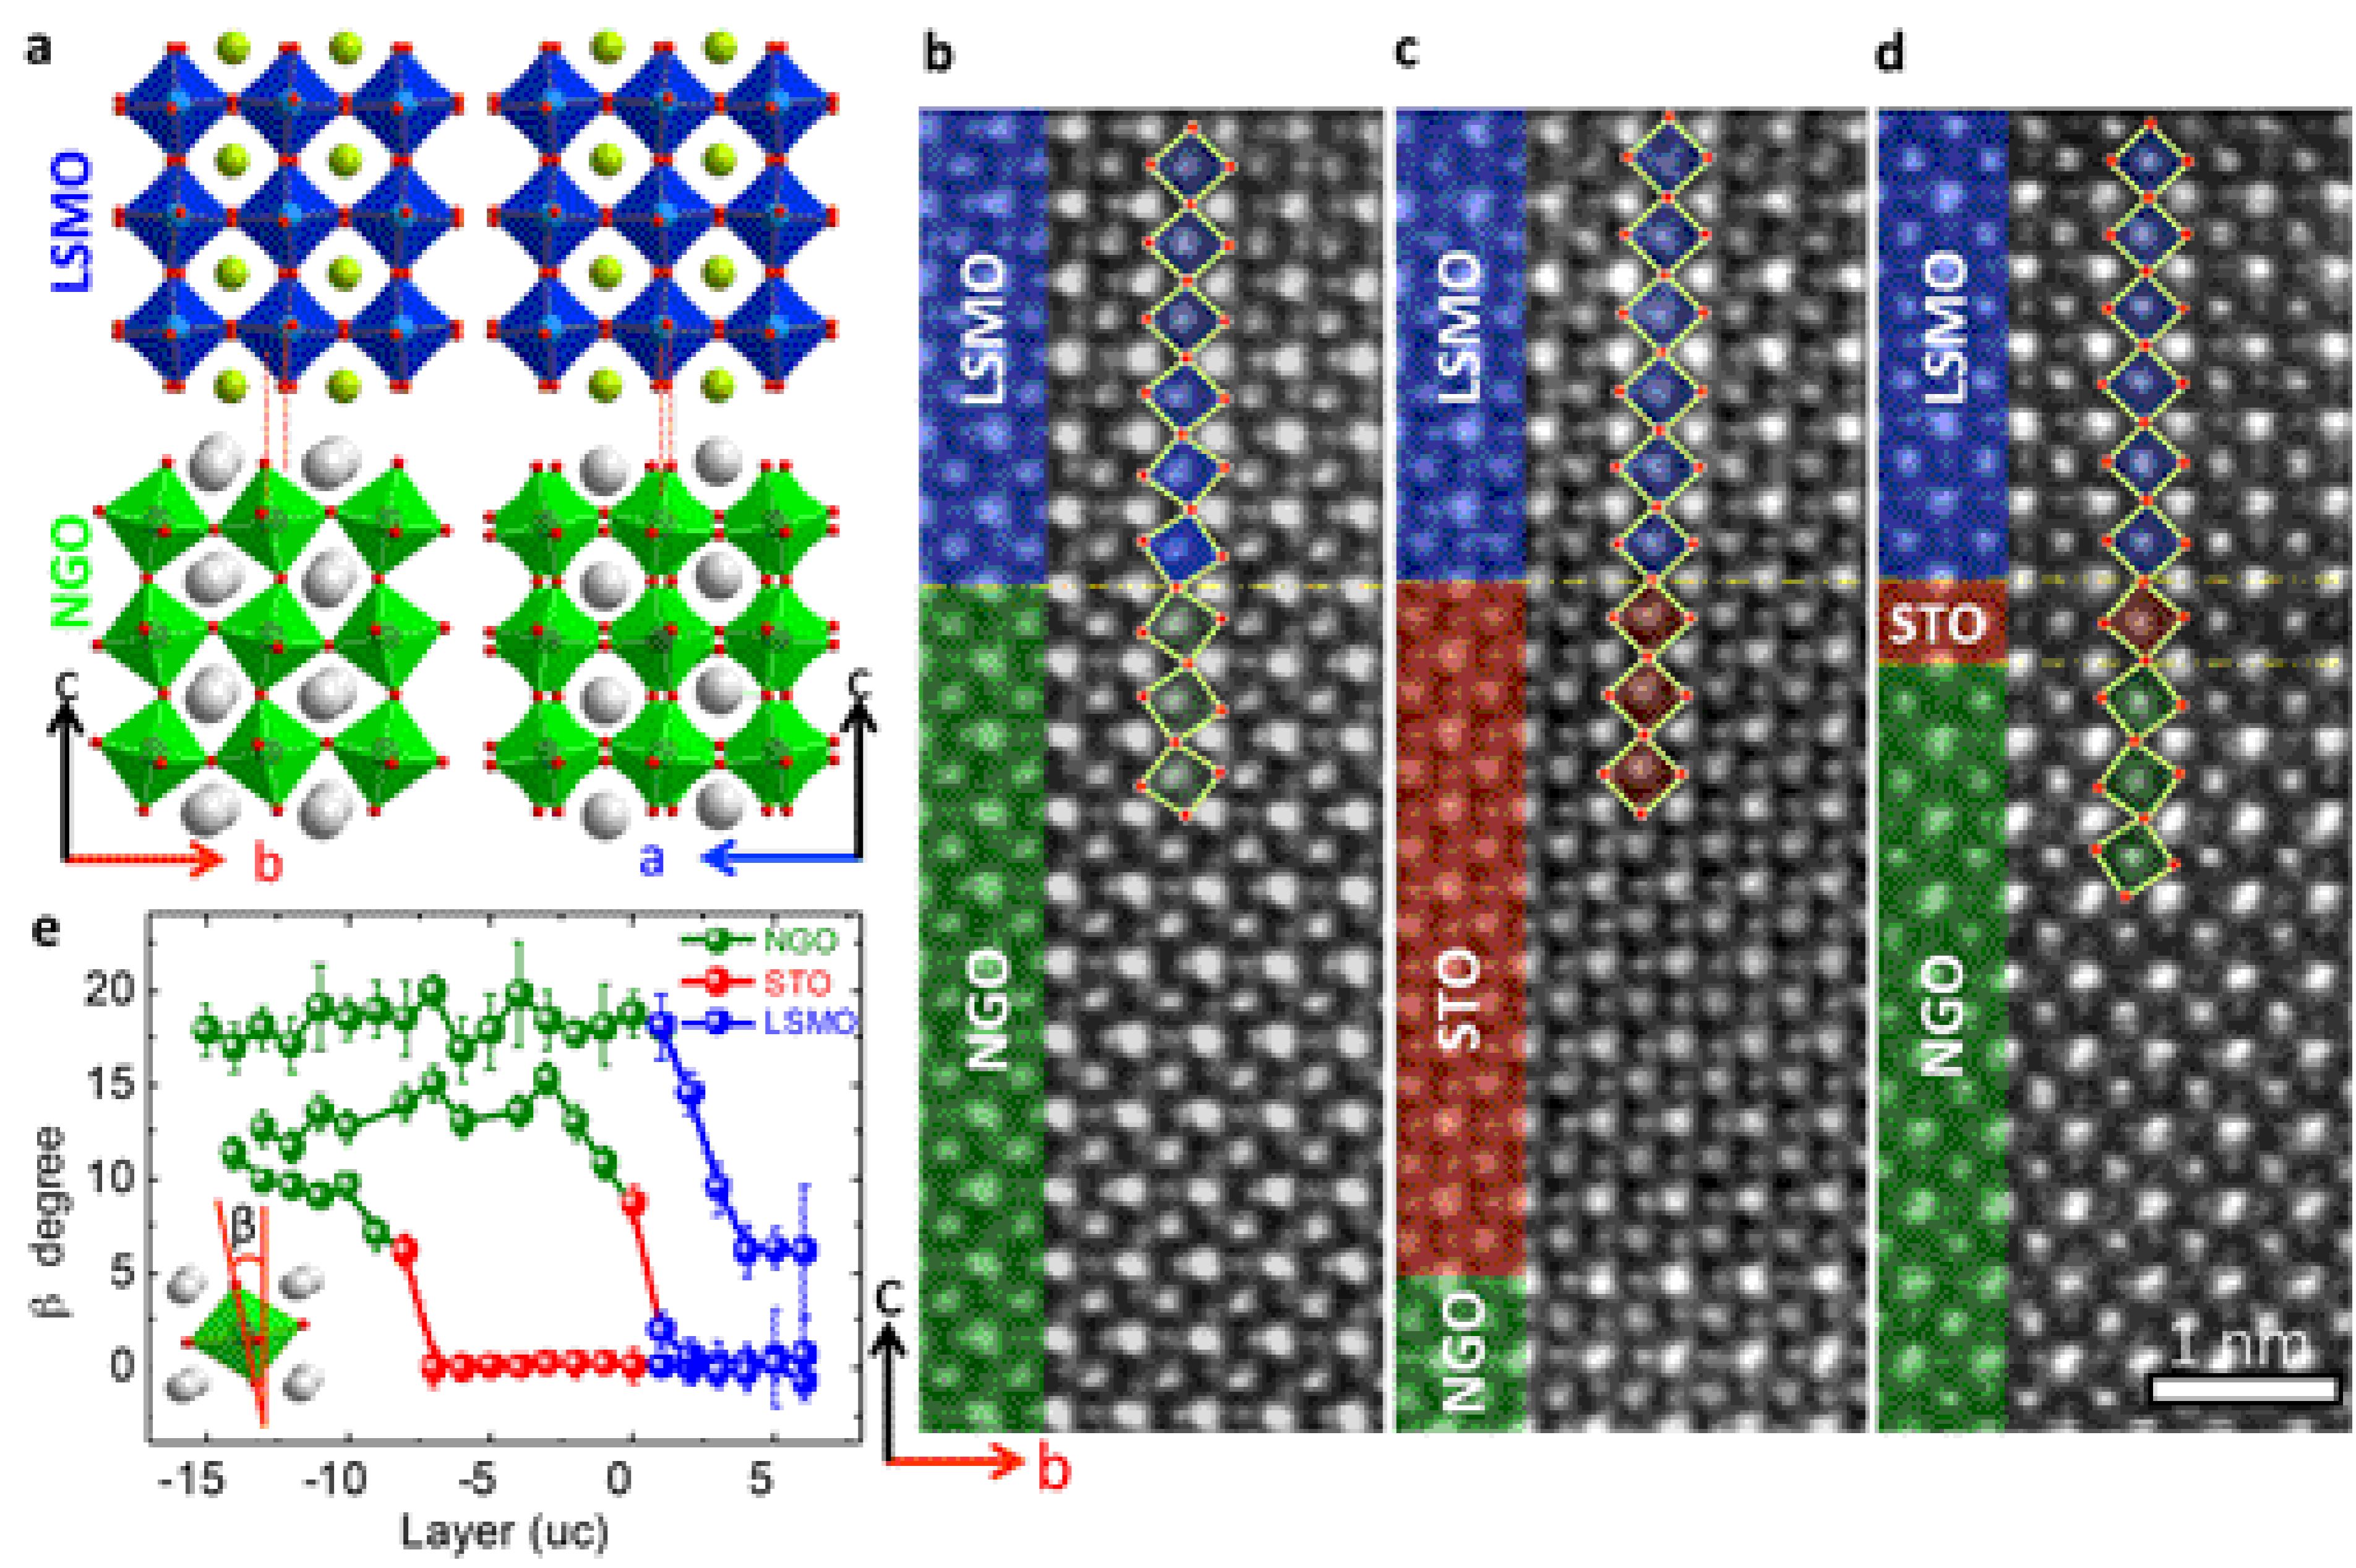 a
LSMO
NGO
c
b
c
a
b
LSMO
NGO
c
LSMO
STO
NGO
d
LSMO
STO
NGO
1 nm
c
b
e
NGO
STO
LSMO
β degree
20
15
10
5
0
β
-15
-10
-5
0
5
Layer (uc)